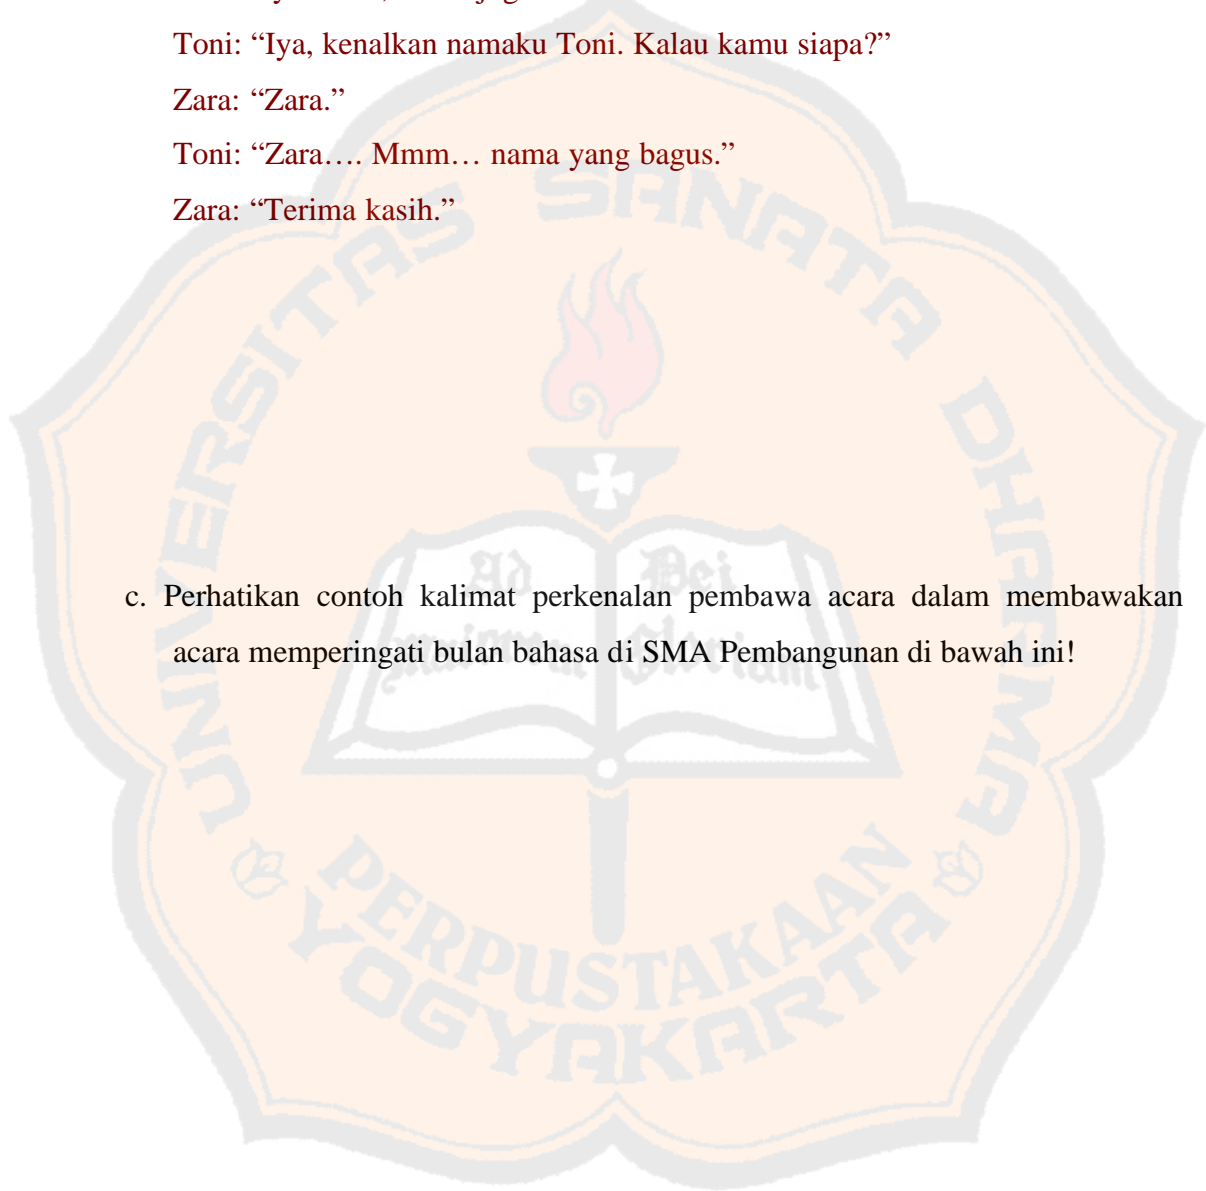 Toni: “Iya, kenalkan namaku Toni. Kalau kamu siapa?”
Zara: “Zara.”
Toni: “Zara…. Mmm… nama yang bagus.”
Zara: “Terima kasih.”
UNIVERSITAS SANATA DHARMA
Ad Dei
Maiorem Gloriam
c. Perhatikan contoh kalimat perkenalan pembawa acara dalam membawakan
acara memperingati bulan bahasa di SMA Pembangunan di bawah ini!
PERPUSTAKAAN
YOGYAKARTA